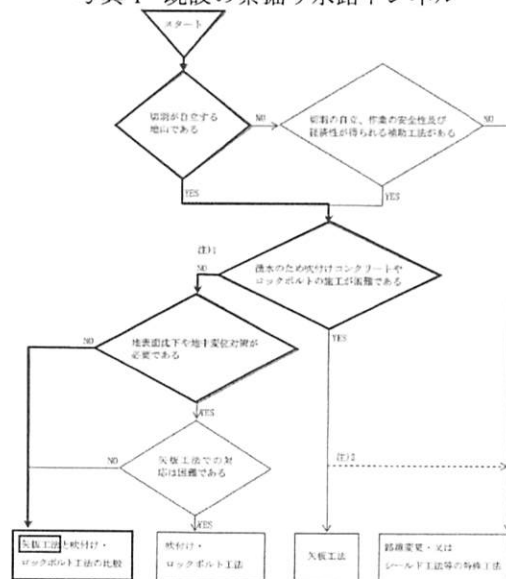 写真4 既設の素掘り水路トンネル
スタート
切羽が自立する
地山である
NO
切羽の自立、作業の安全性及び
経済性が得られる補助工法がある
NO
YES
YES
注)1
NO
湧水のため吹付けコンクリートや
ロックボルトの施工が困難である
YES
NO
地表面沈下や地中変位対策が
必要である
YES
NO
矢板工法での対
応は困難である
注)2
YES
矢板工法と吹付け・
ロックボルト工法の比較
吹付け・
ロックボルト工法
矢板工法
路線変更・又は
シールド工法等の特殊工法